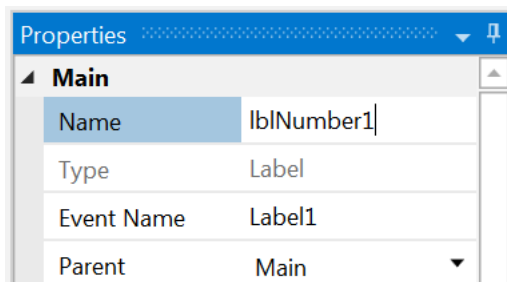 Properties
Main
Name lblNumber1
Type Label
Event Name Label1
Parent Main